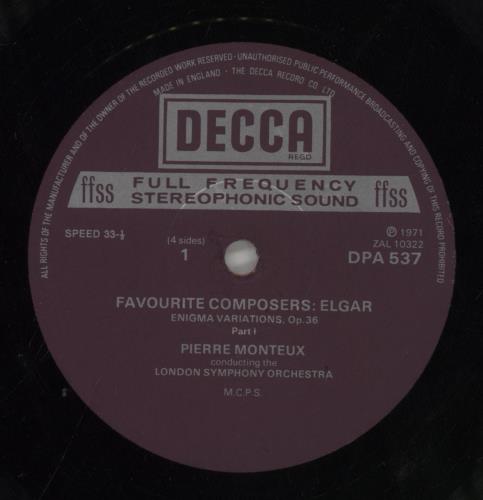 ALL RIGHTS OF THE MANUFACTURER AND OF THE OWNER OF THE RECORDED WORK RESERVED · UNAUTHORISED PUBLIC PERFORMANCE BROADCASTING AND COPYING OF THIS RECORD PROHIBITED
MADE IN ENGLAND · THE DECCA RECORD CO. LTD.
DECCA
REGD
ffss FULL FREQUENCY STEREOPHONIC SOUND ffss
SPEED 33-⅓
(4 sides)
1
℗ 1971
ZAL 10322
DPA 537
FAVOURITE COMPOSERS: ELGAR
ENIGMA VARIATIONS, Op.36
Part I
PIERRE MONTEUX
conducting the
LONDON SYMPHONY ORCHESTRA
M.C.P.S.